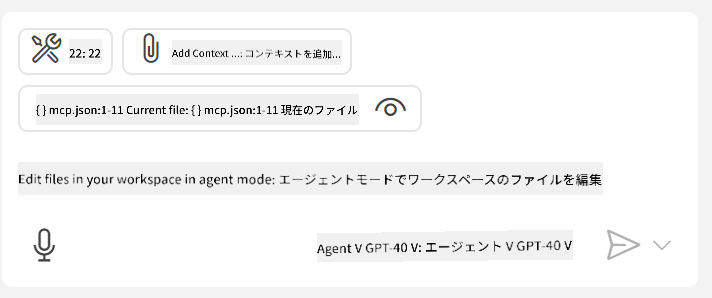 22: 22
Add Context ...: コンテキストを追加...
{ } mcp.json:1-11 Current file: { } mcp.json:1-11 現在のファイル
Edit files in your workspace in agent mode: エージェントモードでワークスペースのファイルを編集
Agent V GPT-40 V: エージェント V GPT-40 V